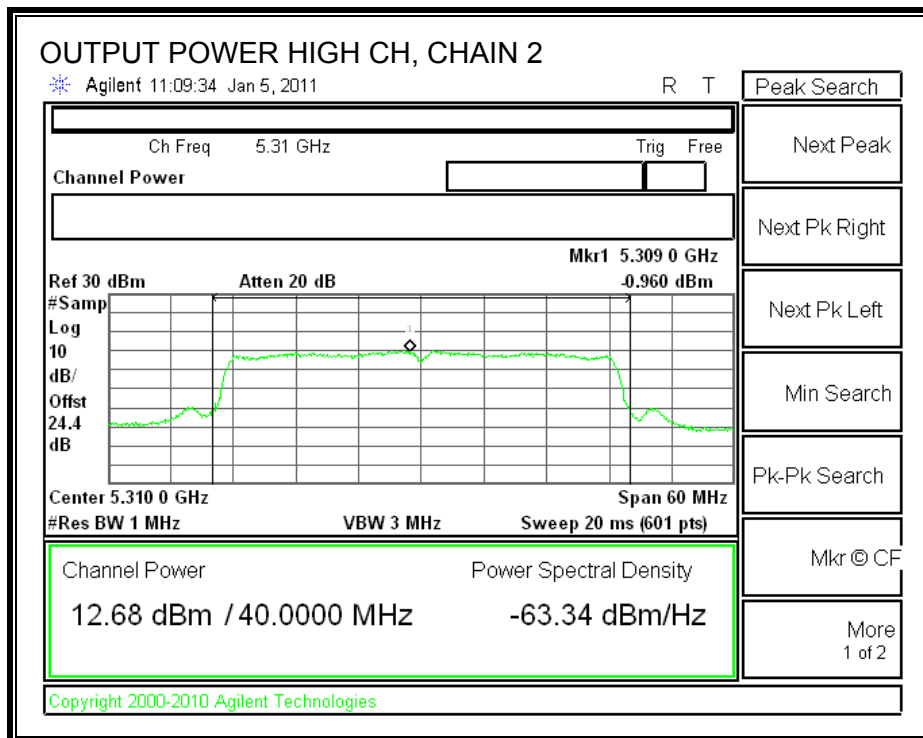 OUTPUT POWER HIGH CH, CHAIN 2
Agilent 11:09:34 Jan 5, 2011 R T
Peak Search
Ch Freq 5.31 GHz Trig Free
Channel Power
Mkr1 5.309 0 GHz
Ref 30 dBm Atten 20 dB -0.960 dBm
#Samp
Log
10
dB/
Offst
24.4
dB
1
Center 5.310 0 GHz Span 60 MHz
#Res BW 1 MHz VBW 3 MHz Sweep 20 ms (601 pts)
Channel Power Power Spectral Density
12.68 dBm / 40.0000 MHz -63.34 dBm/Hz
Copyright 2000-2010 Agilent Technologies
Next Peak
Next Pk Right
Next Pk Left
Min Search
Pk-Pk Search
Mkr © CF
More
1 of 2